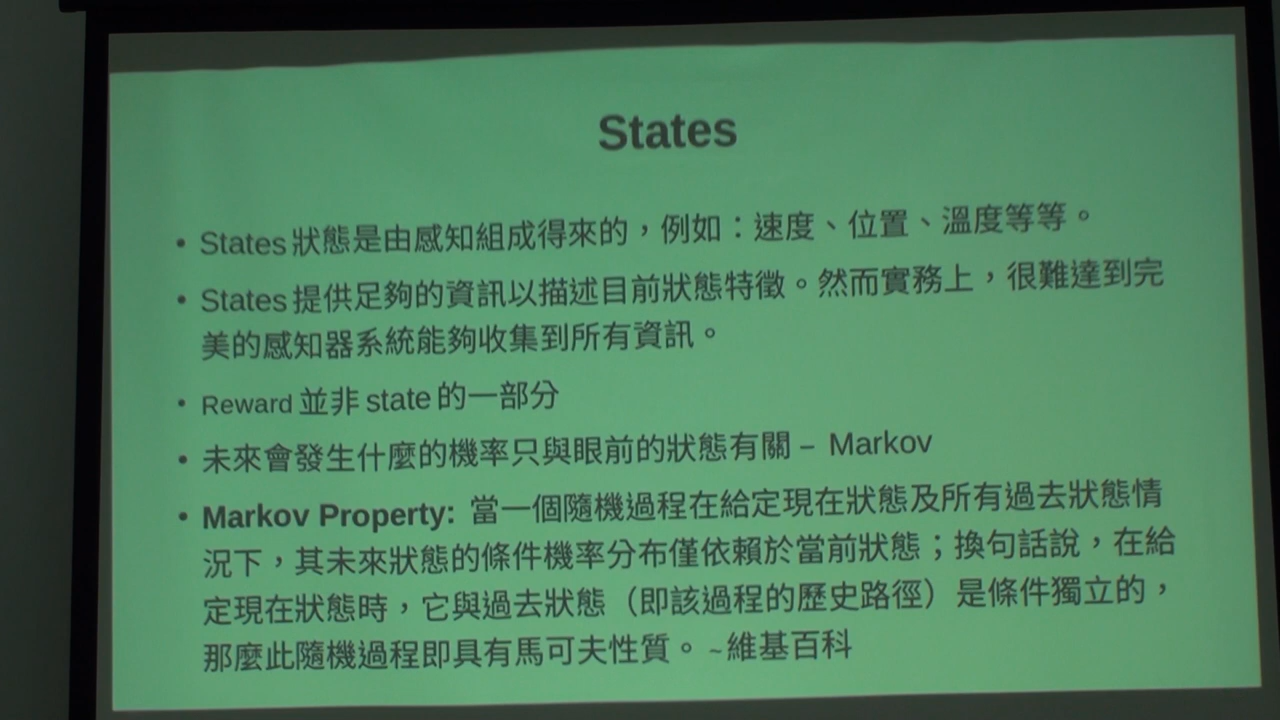 States
• States 狀態是由感知組成得來的，例如：速度、位置、溫度等等。
• States 提供足夠的資訊以描述目前狀態特徵。然而實務上，很難達到完
美的感知器系統能夠收集到所有資訊。
• Reward 並非 state 的一部分
• 未來會發生什麼的機率只與眼前的狀態有關 – Markov
• Markov Property: 當一個隨機過程在給定現在狀態及所有過去狀態情
況下，其未來狀態的條件機率分布僅依賴於當前狀態；換句話說，在給
定現在狀態時，它與過去狀態（即該過程的歷史路徑）是條件獨立的，
那麼此隨機過程即具有馬可夫性質。 ~維基百科